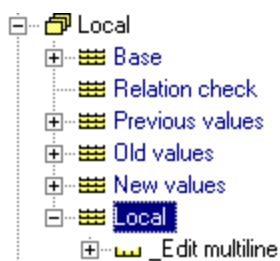 Local
Base
Relation check
Previous values
Old values
New values
Local
_Edit multiline